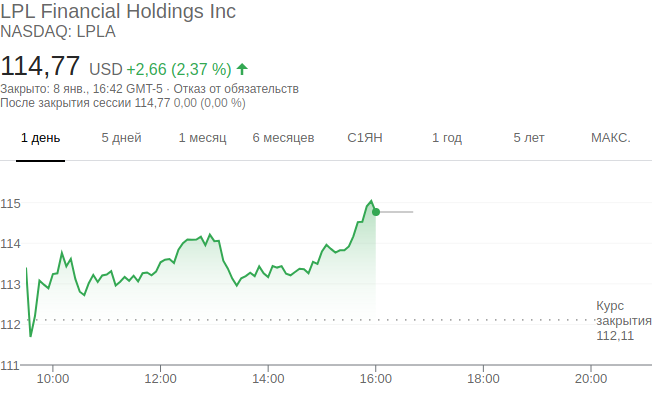 LPL Financial Holdings Inc
NASDAQ: LPLA
114,77 USD +2,66 (2,37 %)
Закрыто: 8 янв., 16:42 GMT-5 · Отказ от обязательств
После закрытия сессии 114,77 0,00 (0,00 %)
1 день 5 дней 1 месяц 6 месяцев С1ЯН 1 год 5 лет МАКС.
115
114
113
Курс
закрытия
112,11
112
111
10:00 12:00 14:00 16:00 18:00 20:00